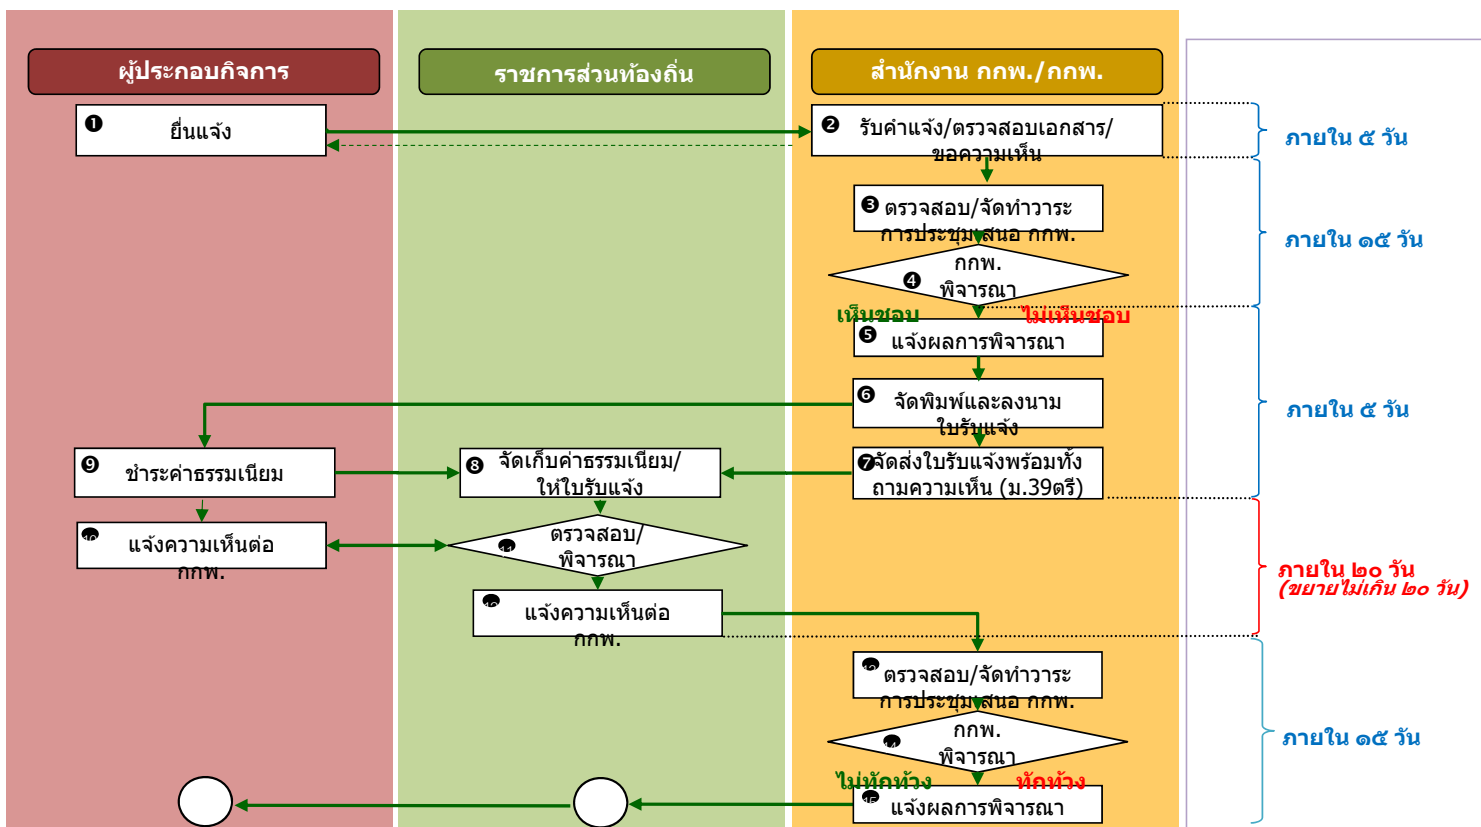 ผู้ประกอบกิจการ
ราชการส่วนท้องถิ่น
สำนักงาน กกพ./กกพ.
❶ ยื่นแจ้ง
❷ รับคำแจ้ง/ตรวจสอบเอกสาร/
ขอความเห็น
ภายใน ๕ วัน
❸ ตรวจสอบ/จัดทำวาระ
การประชุมเสนอ กกพ.
ภายใน ๑๕ วัน
กกพ.
❹ พิจารณา
เห็นชอบ
ไม่เห็นชอบ
❺ แจ้งผลการพิจารณา
❻ จัดพิมพ์และลงนาม
ใบรับแจ้ง
ภายใน ๕ วัน
❾ ชำระค่าธรรมเนียม
❽ จัดเก็บค่าธรรมเนียม/
ให้ใบรับแจ้ง
❼ จัดส่งใบรับแจ้งพร้อมทั้ง
ถามความเห็น (ม.39ตรี)
10 แจ้งความเห็นต่อ
กกพ.
11 ตรวจสอบ/
พิจารณา
ภายใน ๒๐ วัน
(ขยายไม่เกิน ๒๐ วัน)
12 แจ้งความเห็นต่อ
กกพ.
13 ตรวจสอบ/จัดทำวาระ
การประชุมเสนอ กกพ.
กกพ.
14 พิจารณา
ภายใน ๑๕ วัน
ไม่ทักท้วง
ทักท้วง
15 แจ้งผลการพิจารณา